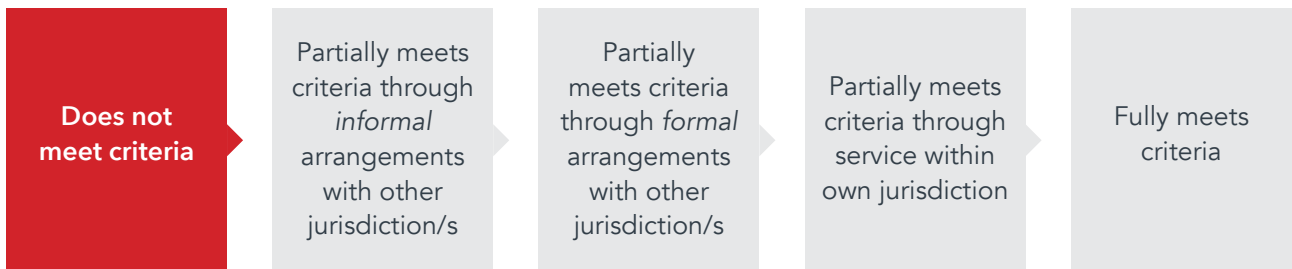 Does not
meet criteria
Partially meets
criteria through
informal
arrangements
with other
jurisdiction/s
Partially
meets criteria
through formal
arrangements
with other
jurisdiction/s
Partially meets
criteria through
service within
own jurisdiction
Fully meets
criteria